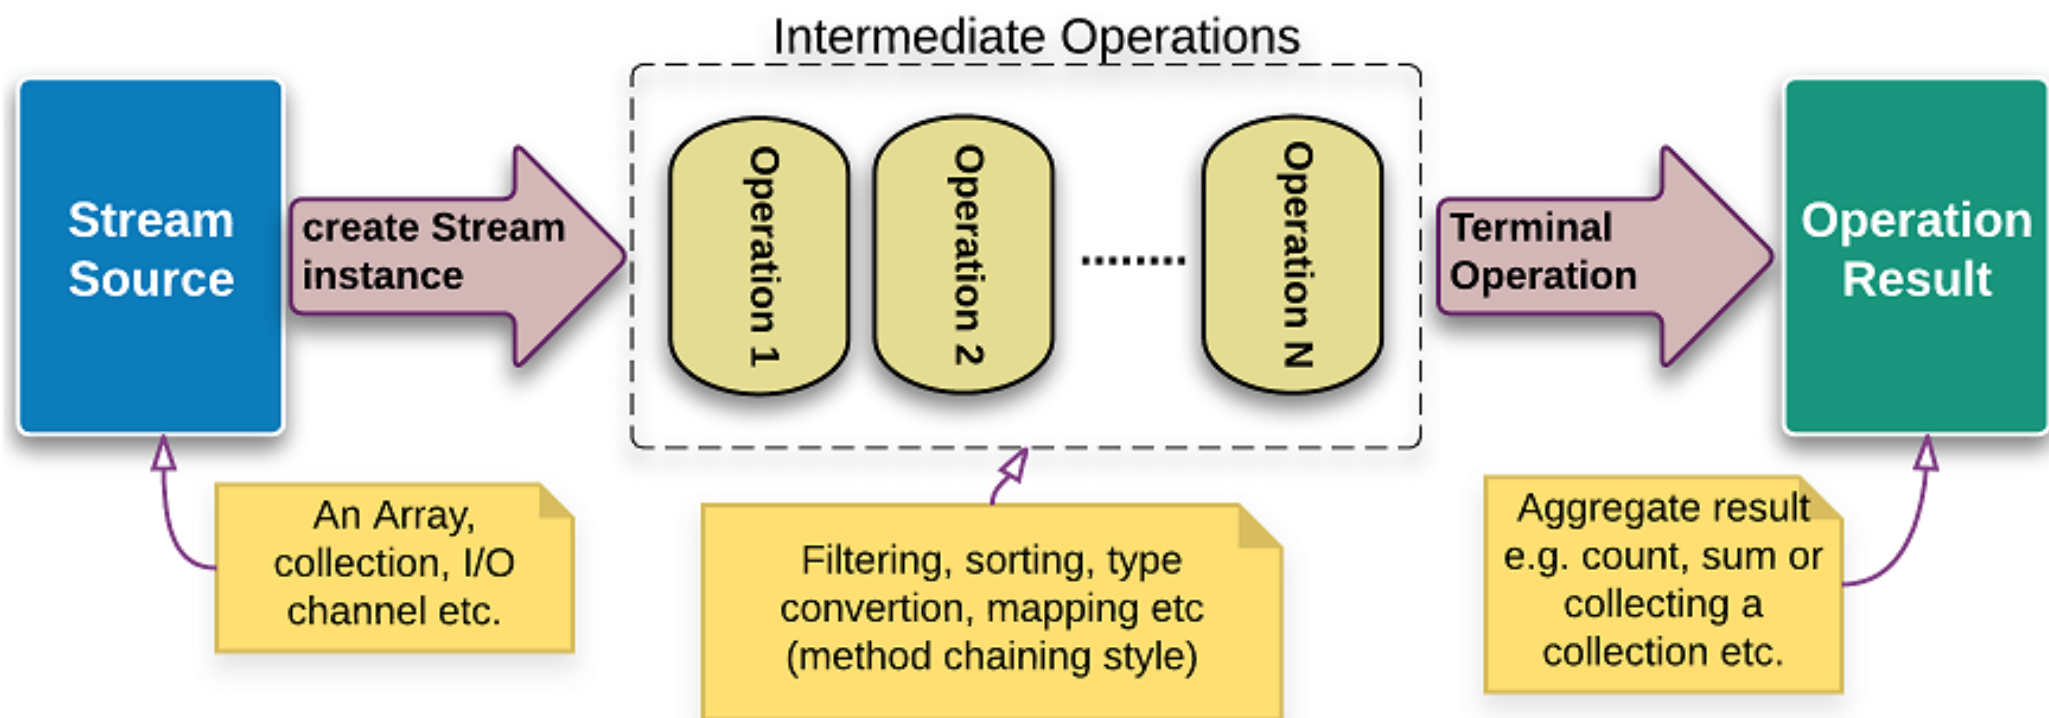 Intermediate Operations
Stream
Source
create Stream
instance
Operation 1
Operation 2
Operation N
Terminal
Operation
Operation
Result
An Array,
collection, I/O
channel etc.
Filtering, sorting, type
convertion, mapping etc
(method chaining style)
Aggregate result
e.g. count, sum or
collecting a
collection etc.